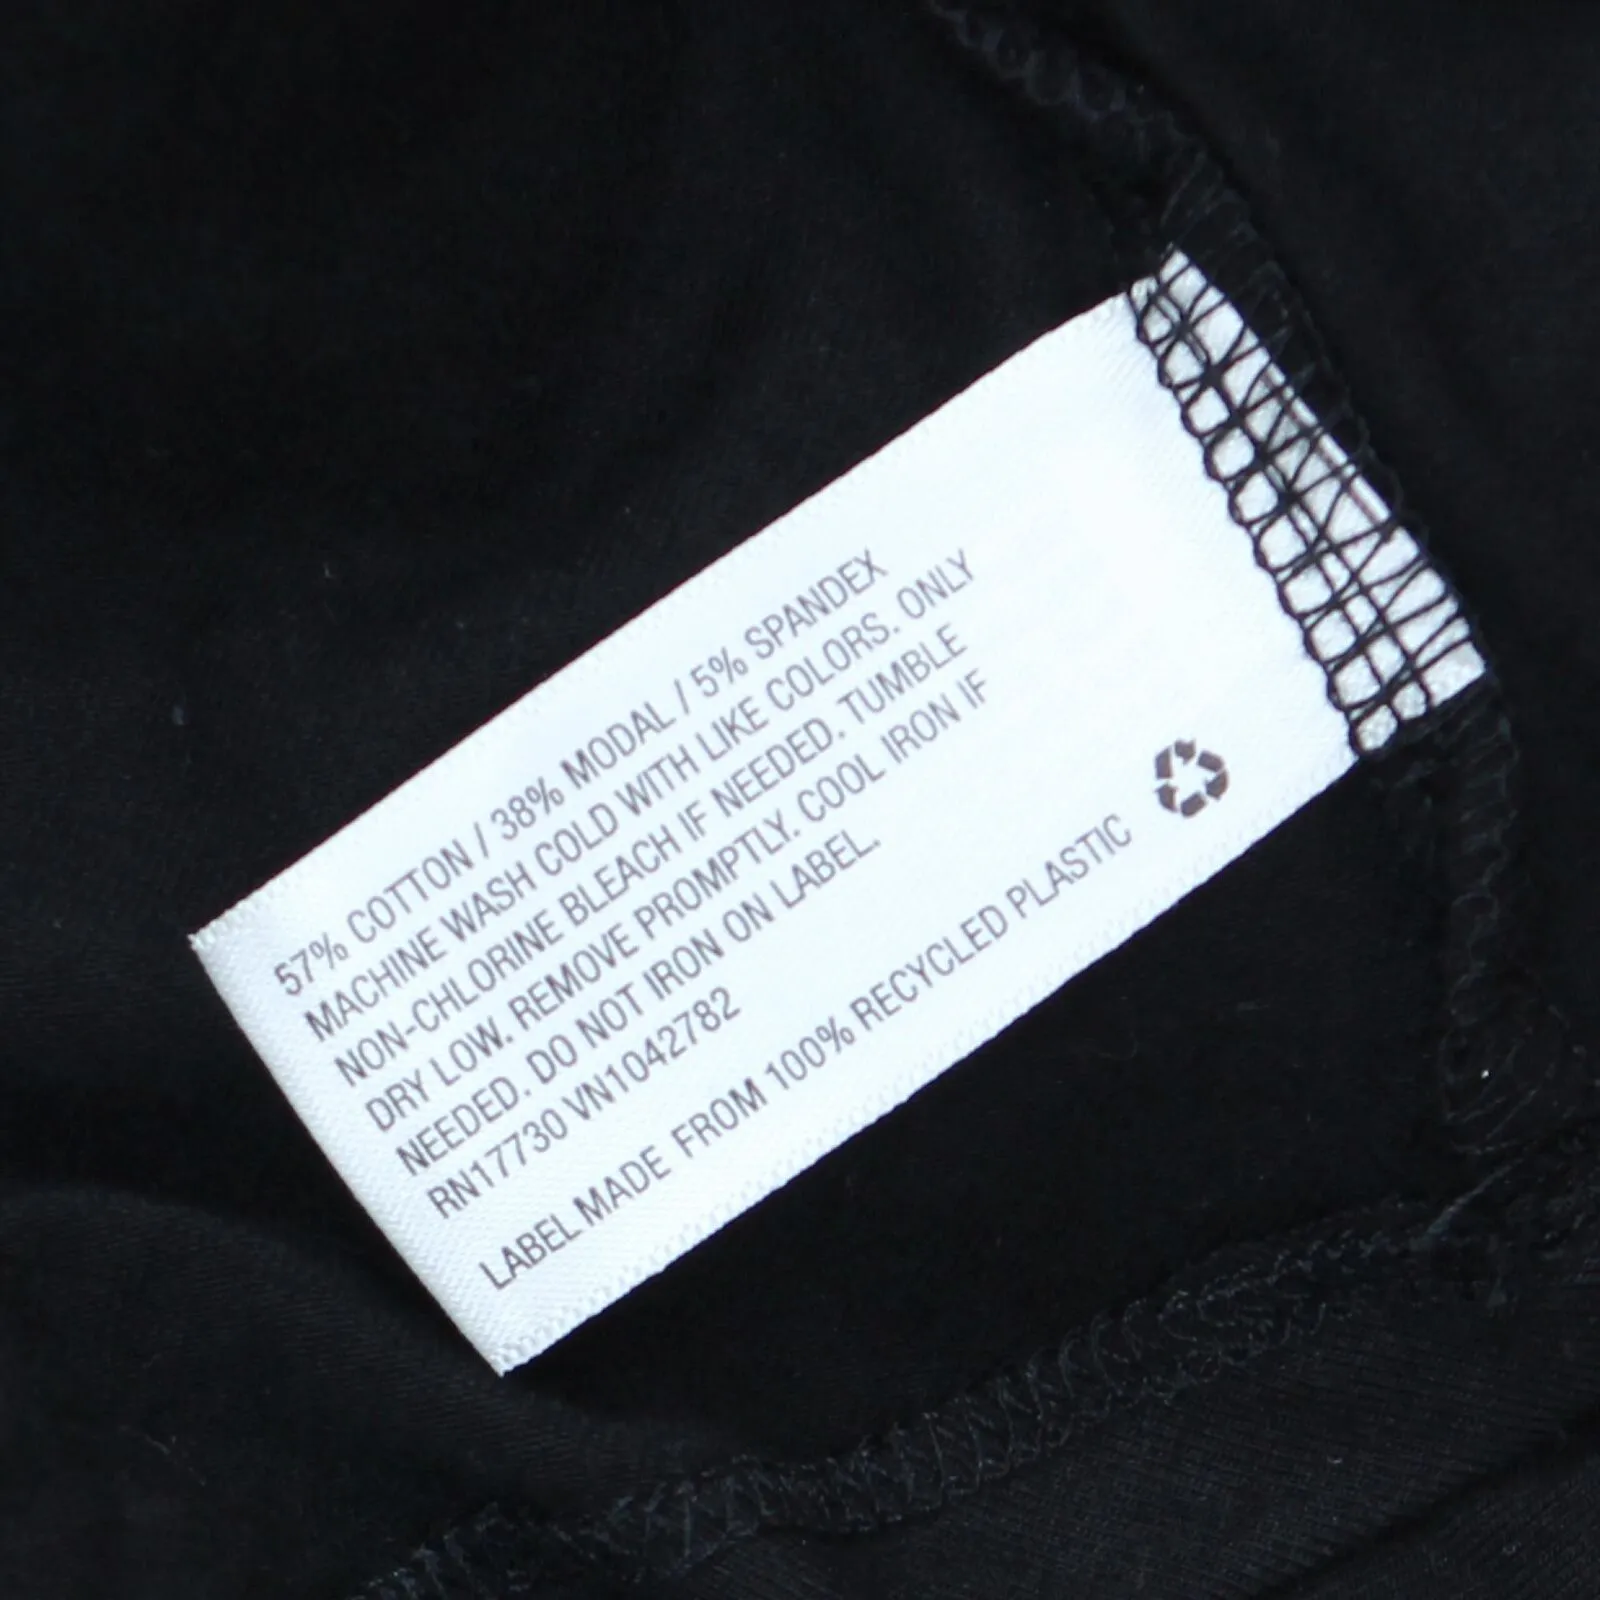 57% COTTON / 38% MODAL / 5% SPANDEX
MACHINE WASH COLD WITH LIKE COLORS. ONLY
NON-CHLORINE BLEACH IF NEEDED. TUMBLE
DRY LOW. REMOVE PROMPTLY. COOL IRON IF
NEEDED. DO NOT IRON ON LABEL.
RN17730 VN1042782
LABEL MADE FROM 100% RECYCLED PLASTIC